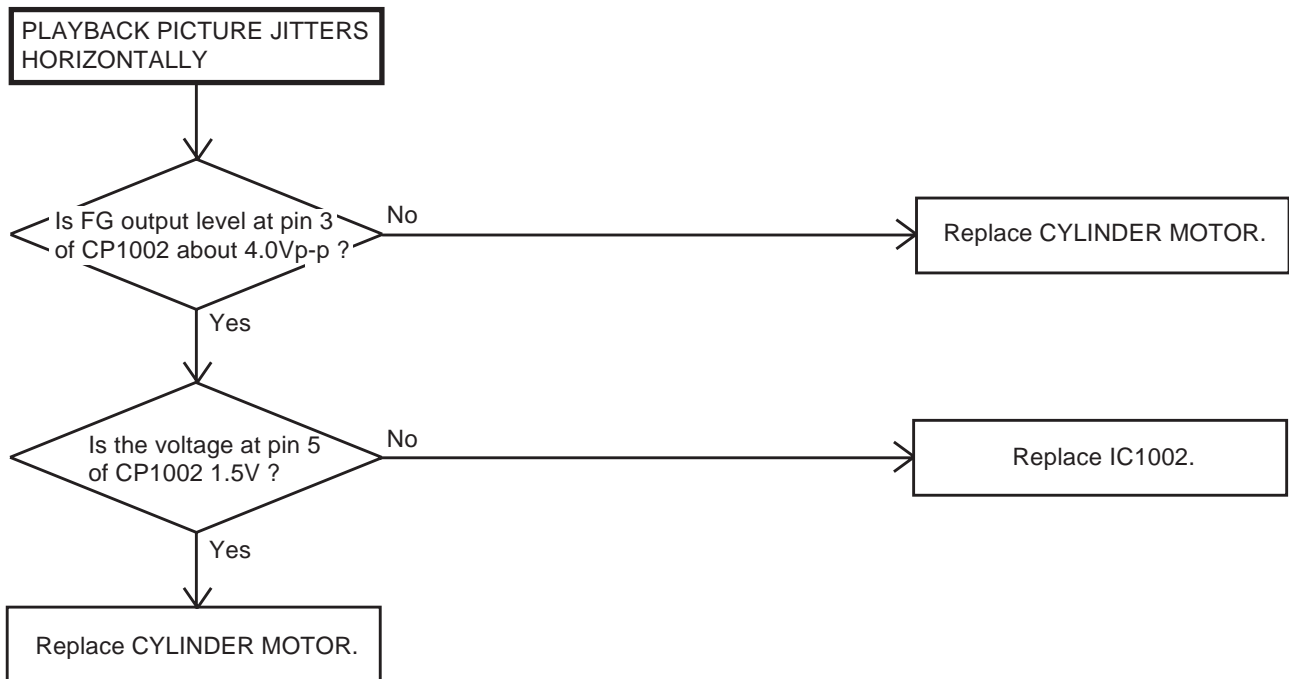 PLAYBACK PICTURE JITTERS
HORIZONTALLY
Is FG output level at pin 3
of CP1002 about 4.0Vp-p ?
No
Replace CYLINDER MOTOR.
Yes
Is the voltage at pin 5
of CP1002 1.5V ?
No
Replace IC1002.
Yes
Replace CYLINDER MOTOR.